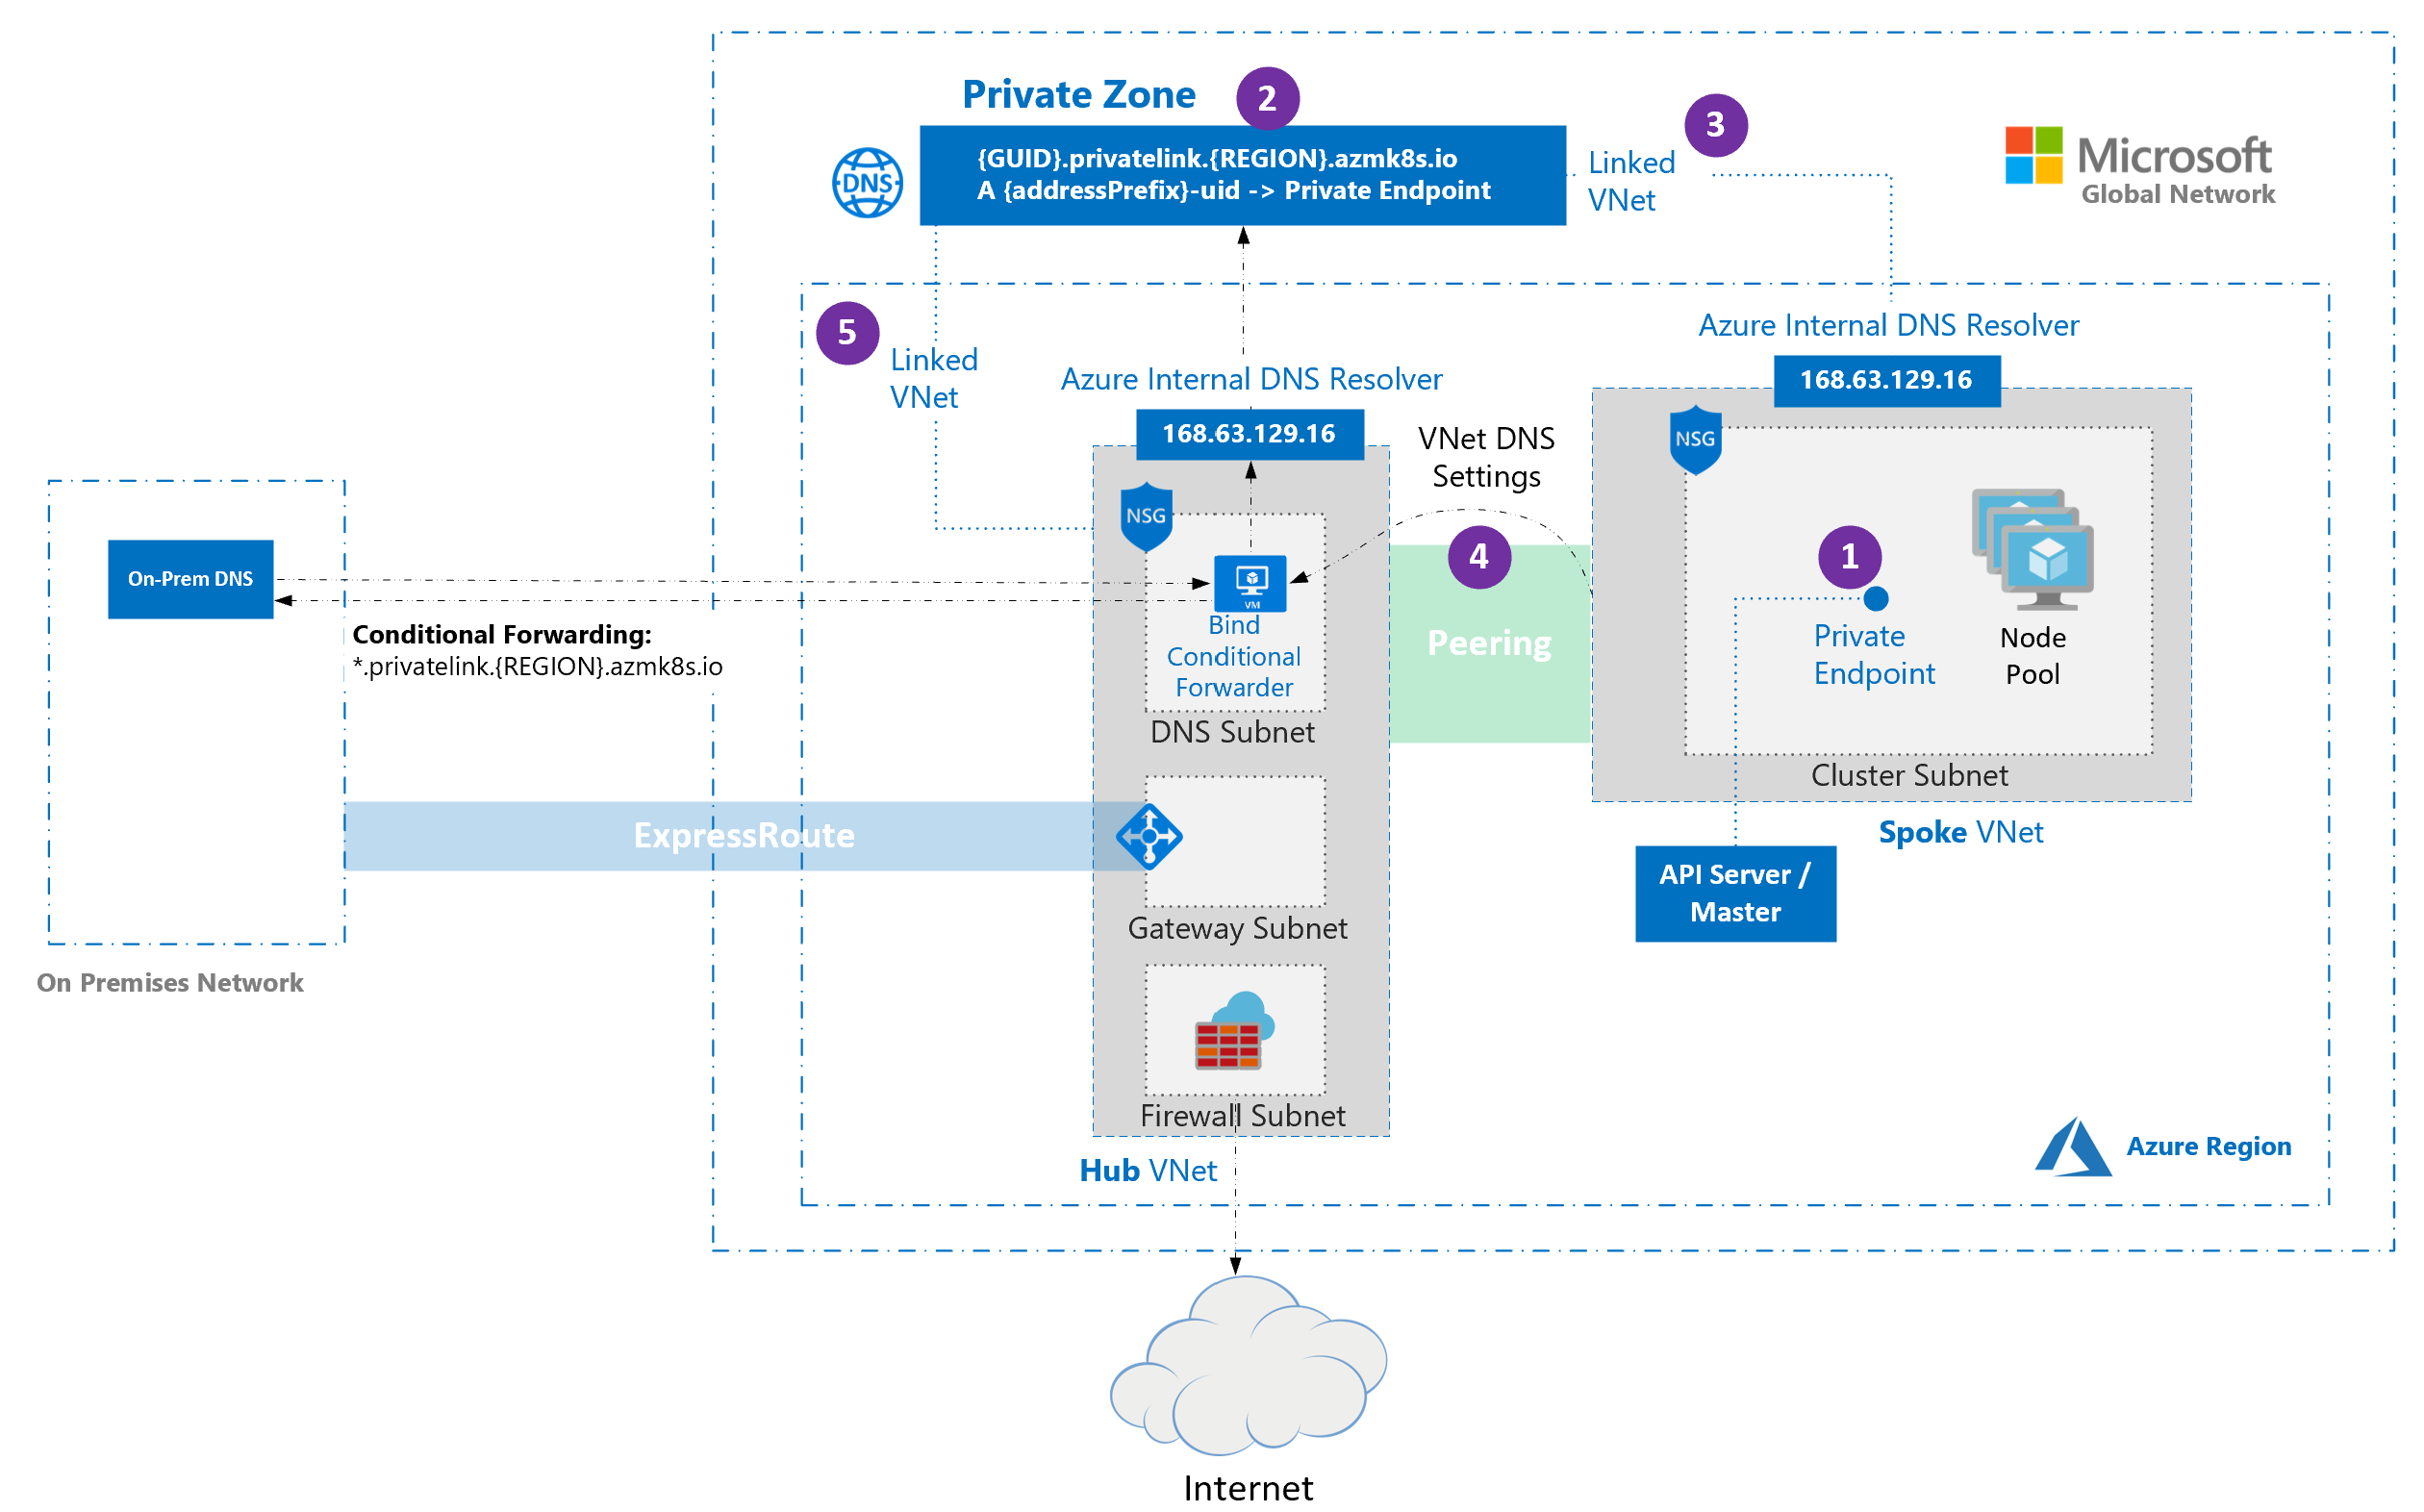 Private Zone
2
3
{GUID}.privatelink.{REGION}.azmk8s.io
A {addressPrefix}-uid -> Private Endpoint
DNS
Linked
VNet
Microsoft
Global Network
5
Linked
VNet
Azure Internal DNS Resolver
168.63.129.16
Azure Internal DNS Resolver
168.63.129.16
VNet DNS
Settings
NSG
NSG
On-Prem DNS
Conditional Forwarding:
*.privatelink.{REGION}.azmk8s.io
VM
Bind
Conditional
Forwarder
DNS Subnet
4
Peering
1
Private
Endpoint
Node
Pool
Cluster Subnet
Spoke VNet
API Server /
Master
ExpressRoute
Gateway Subnet
On Premises Network
Firewall Subnet
Hub VNet
Azure Region
Internet